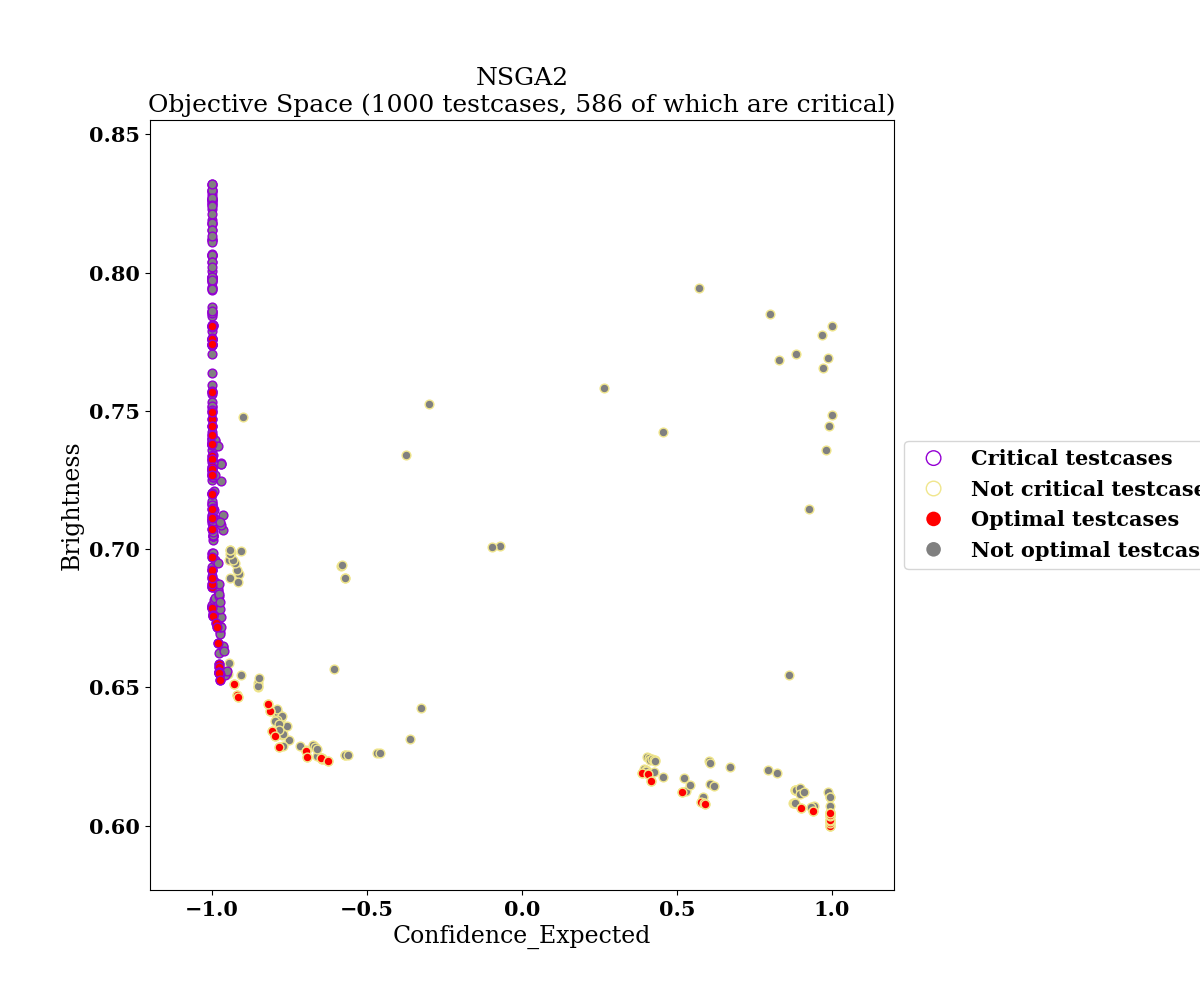 NSGA2
Objective Space (1000 testcases, 586 of which are critical)
0.85
0.80
0.75
0.70
0.65
0.60
Brightness
−1.0
−0.5
0.0
0.5
1.0
Confidence_Expected
Critical testcases
Not critical testcase
Optimal testcases
Not optimal testcas